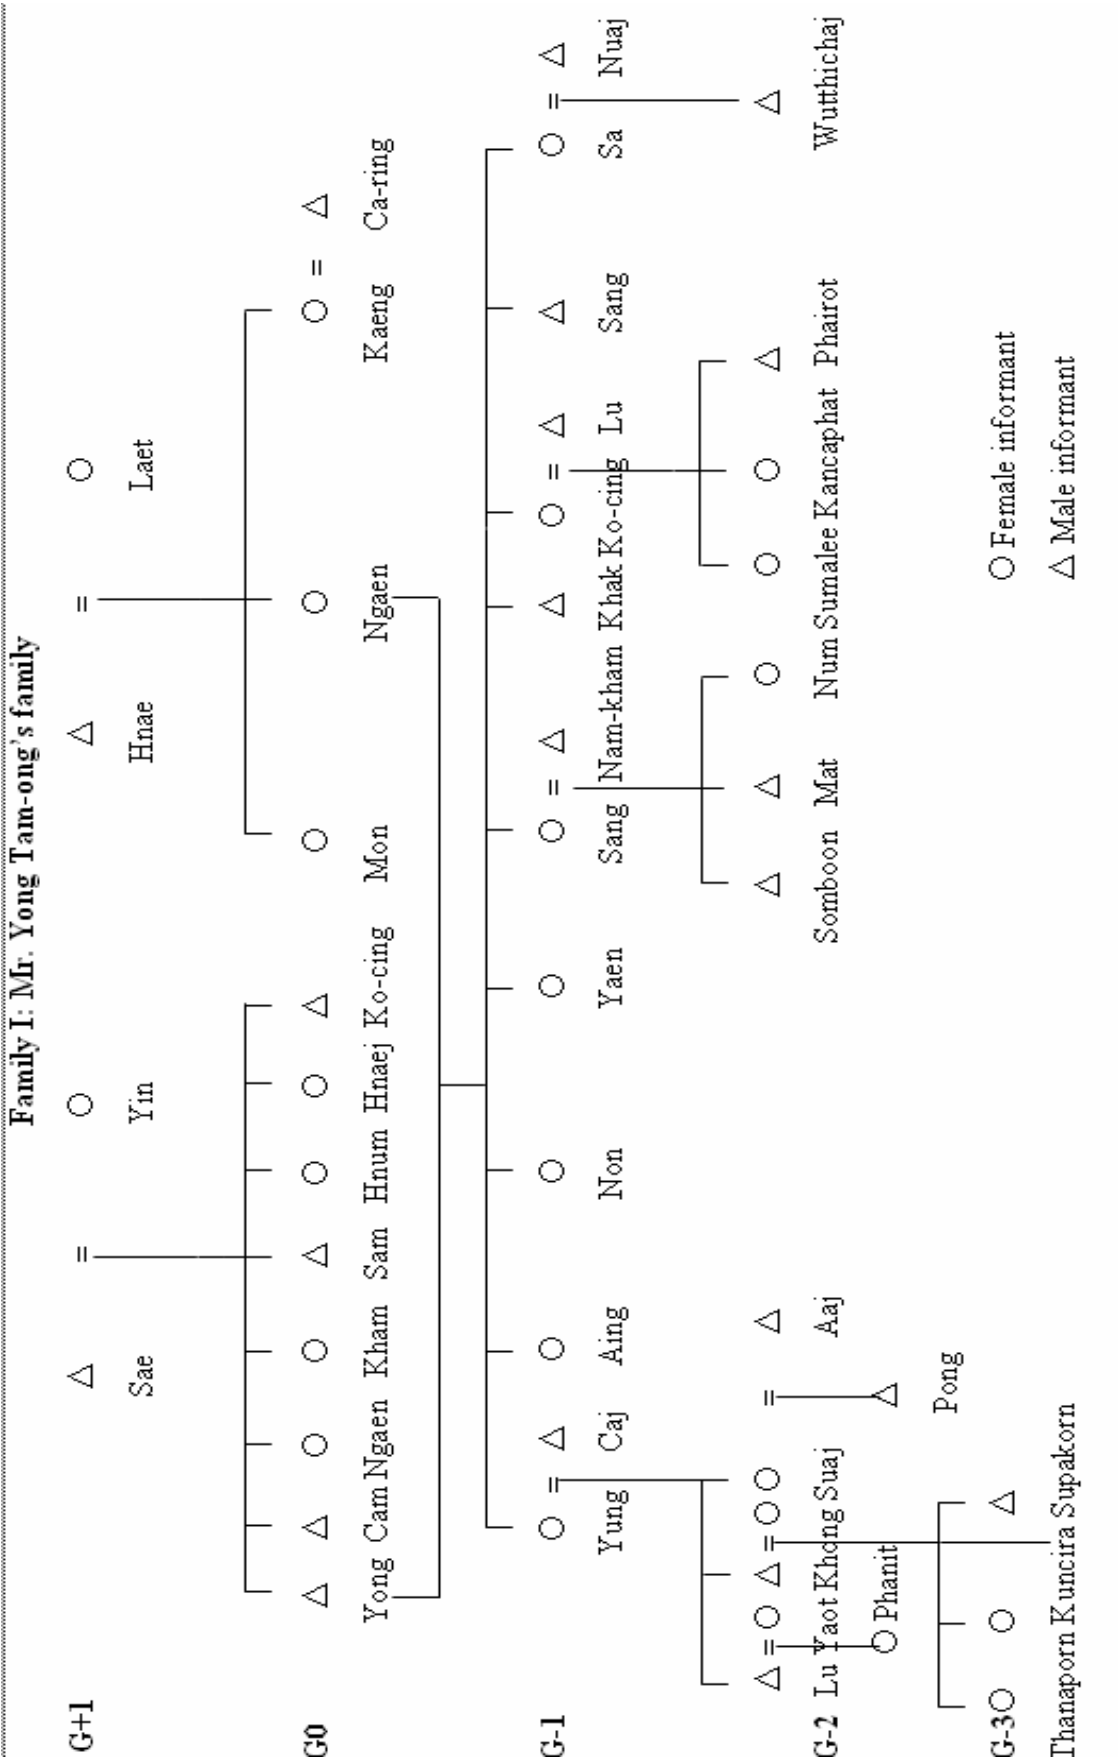 Family I: Mr. Yong Tam-ong's family
G+1
Sae Yin Hnae Laet
G0
Yong Cam Ngaen Kham Sam Hnum Hnaej Ko-cing Mon Ngaen Kaeng Ca-ring
G-1
Yung Caj Aing Non Yaen Sang Nam-kham Khak Ko-cing Lu Sang Sa Nuaj
G-2 Lu Yaot Khong Suaj Aaj Somboon Mat Num Sumalee Kancaphat Phairot Wutthichaj
Phanit Pong
G-3
Thanaporn Kuncira Supakorn
Female informant
Male informant